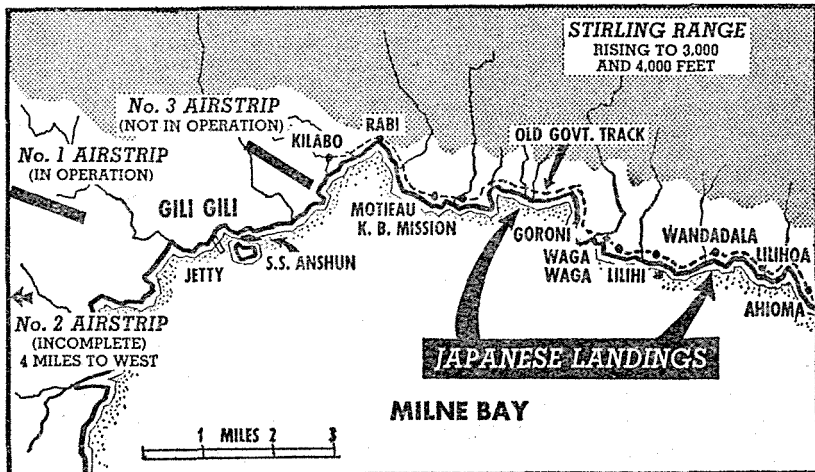 STIRLING RANGE
RISING TO 3,000
AND 4,000 FEET
No. 3 AIRSTRIP
(NOT IN OPERATION)
KILABO
RABI
OLD GOVT. TRACK
No. 1 AIRSTRIP
(IN OPERATION)
GILI GILI
MOTIEAU
K. B. MISSION
GORONI
WAGA
WAGA
LILIHI
WANDADALA
LILIHOA
AHIOMA
JETTY
S.S. ANSHUN
No. 2 AIRSTRIP
(INCOMPLETE)
4 MILES TO WEST
JAPANESE LANDINGS
MILNE BAY
1 MILES 2 3